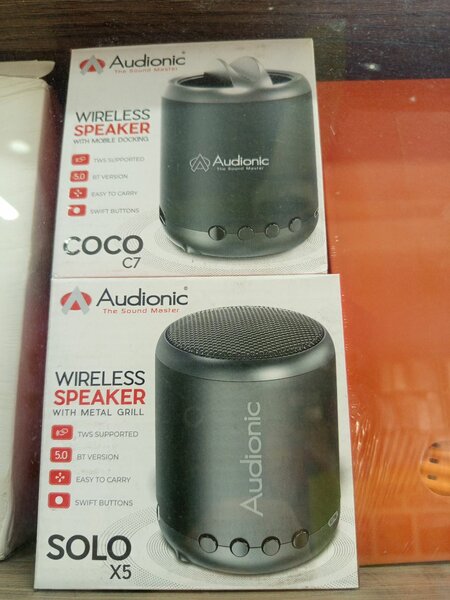 Audionic
The Sound Master
WIRELESS
SPEAKER
WITH MOBILE DOCKING
TWS SUPPORTED
5.0 BT VERSION
EASY TO CARRY
SWIFT BUTTONS
COCO
C7
Audionic
The Sound Master
Audionic
The Sound Master
WIRELESS
SPEAKER
WITH METAL GRILL
TWS SUPPORTED
5.0 BT VERSION
EASY TO CARRY
SWIFT BUTTONS
SOLO
X5
Audionic